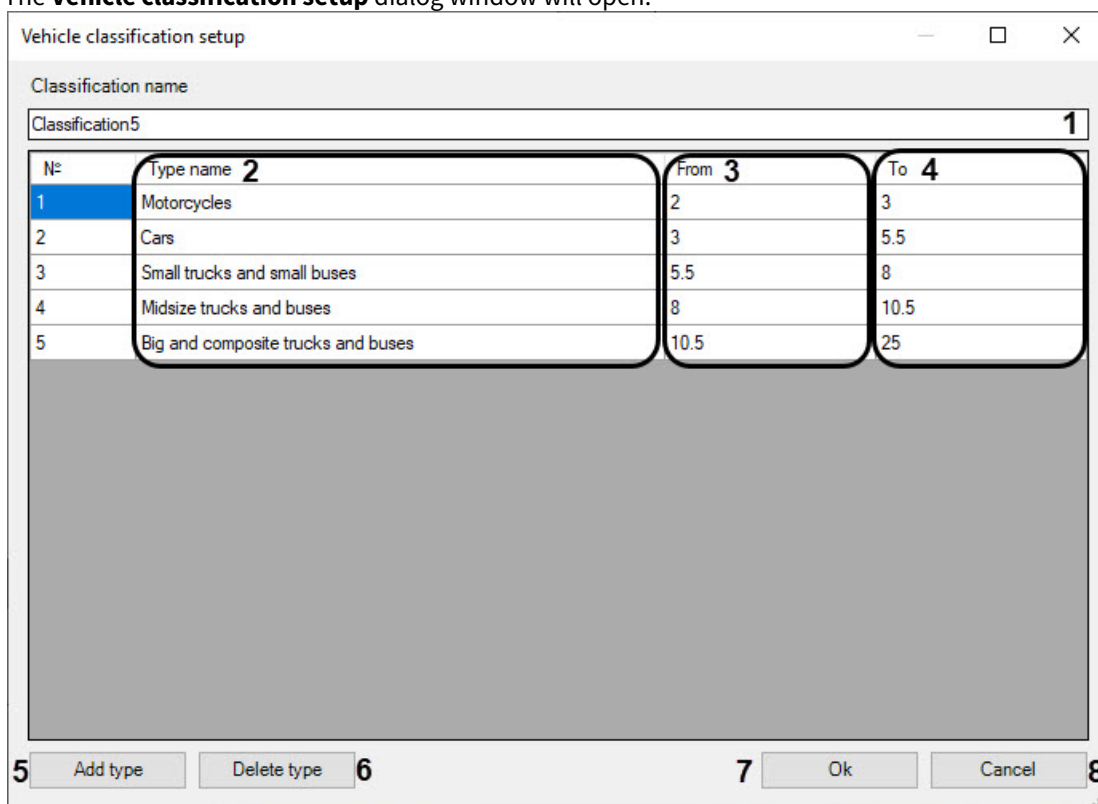 The Vehicle classification setup dialog window will open.
Vehicle classification setup
Classification name
Classification5 1
№ Type name 2 From 3 To 4
1 Motorcycles 2 3
2 Cars 3 5.5
3 Small trucks and small buses 5.5 8
4 Midsize trucks and buses 8 10.5
5 Big and composite trucks and buses 10.5 25
5 Add type Delete type 6 7 Ok Cancel 8